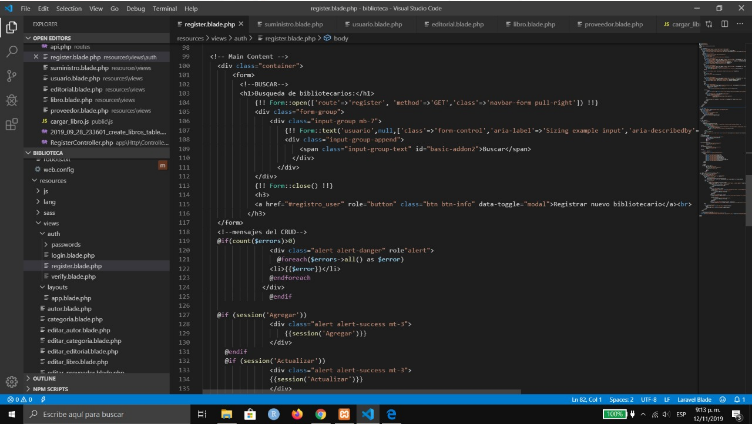 File Edit Selection View Go Debug Terminal Help
register.blade.php - biblioteca - Visual Studio Code
EXPLORER
OPEN EDITORS
api.php routes
register.blade.php resources\views\auth
suministro.blade.php resources\views
usuario.blade.php resources\views
editorial.blade.php resources\views
libro.blade.php resources\views
proveedor.blade.php resources\views
cargar_libro.js public\js
2019_09_28_233601_create_libros_table...
RegisterController.php app\Http\Controlle...
BIBLIOTECA
web.config
resources
js
lang
sass
views
auth
passwords
login.blade.php
register.blade.php
verify.blade.php
layouts
app.blade.php
autor.blade.php
categoria.blade.php
editar_autor.blade.php
editar_categoria.blade.php
editar_editorial.blade.php
editar_libro.blade.php
OUTLINE
NPM SCRIPTS
register.blade.php suministro.blade.php usuario.blade.php editorial.blade.php libro.blade.php proveedor.blade.php JS cargar_lib
resources > views > auth > register.blade.php > body
98
99 <!-- Main Content -->
100 <div class="container">
101 <form>
102 <!--BUSCAR-->
103 <h1>Busqueda de bibliotecarios:</h1>
104 {!! Form::open(['route'=>'register', 'method'=>'GET','class'=>'navbar-form pull-right']) !!}
105 <div class="form-group">
106 <div class="input-group mb-7">
107 {!! Form::text('usuario',null,['class'=>'form-control','aria-label'=>'Sizing example input','aria-describedby'=
108 <div class="input-group-append">
109 <span class="input-group-text" id="basic-addon2">Buscar</span>
110 </div>
111 </div>
112 </div>
113 {!! Form::close() !!}
114 <h3>
115 <a href="#registro_user" role="button" class="btn btn-info" data-toggle="modal">Registrar nuevo bibliotecario</a><br>
116 </h3>
117 </form>
118 <!--mensajes del CRUD-->
119 @if(count($errors)>0)
120 <div class="alert alert-danger" role"alert">
121 @foreach($errors->all() as $error)
122 <li>{{$error}}</li>
123 @endforeach
124 </div>
125 @endif
126
127 @if (session('Agregar'))
128 <div class="alert alert-success mt-3">
129 {{session('Agregar')}}
130 </div>
131 @endif
132 @if (session('Actualizar'))
133 <div class="alert alert-success mt-3">
134 {{session('Actualizar')}}
135 </div>
0 0 Ln 82, Col 1 Spaces: 2 UTF-8 LF Laravel Blade 1
Escribe aquí para buscar
100% ESP 9:13 p.m.
12/11/2019